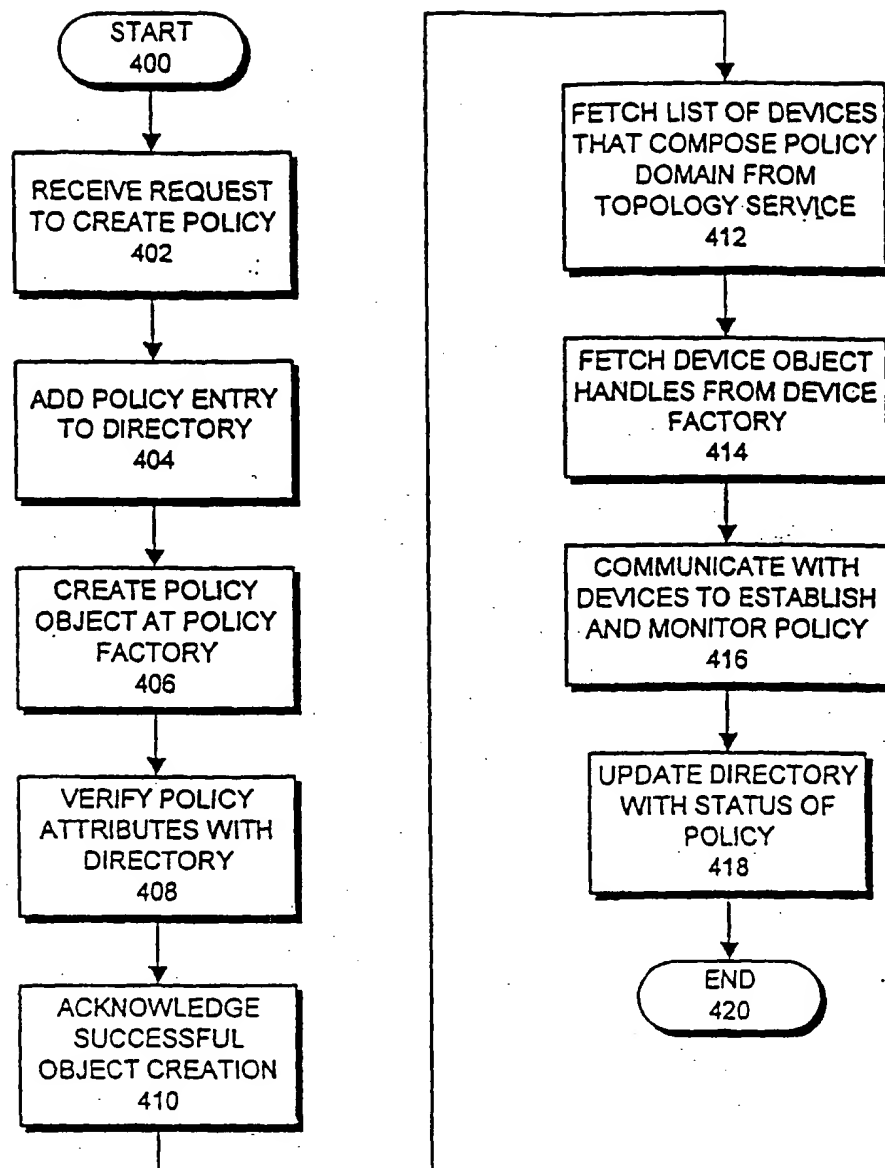 START
400
RECEIVE REQUEST
TO CREATE POLICY
402
ADD POLICY ENTRY
TO DIRECTORY
404
CREATE POLICY
OBJECT AT POLICY
FACTORY
406
VERIFY POLICY
ATTRIBUTES WITH
DIRECTORY
408
ACKNOWLEDGE
SUCCESSFUL
OBJECT CREATION
410
FETCH LIST OF DEVICES
THAT COMPOSE POLICY
DOMAIN FROM
TOPOLOGY SERVICE
412
FETCH DEVICE OBJECT
HANDLES FROM DEVICE
FACTORY
414
COMMUNICATE WITH
DEVICES TO ESTABLISH
AND MONITOR POLICY
416
UPDATE DIRECTORY
WITH STATUS OF
POLICY
418
END
420